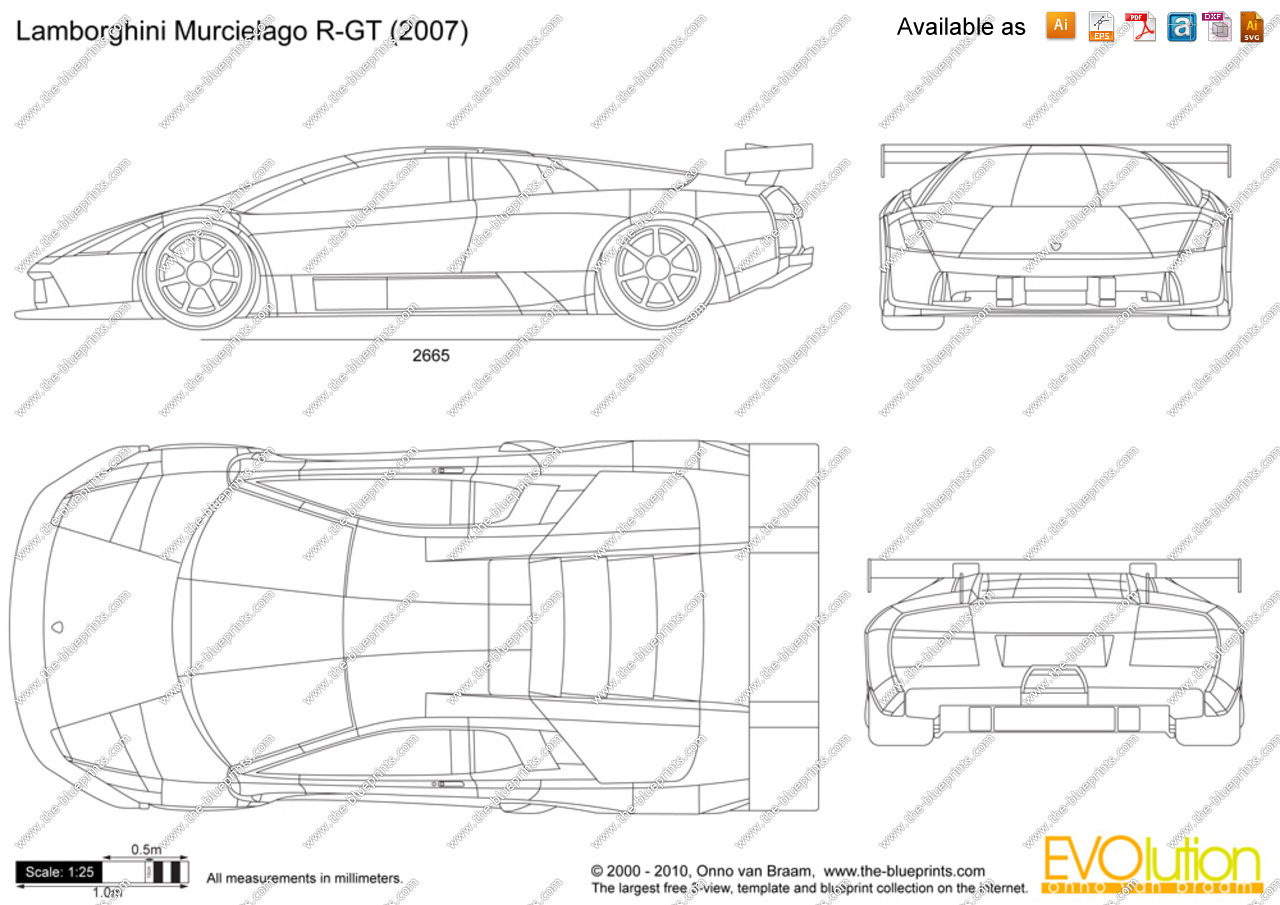 Lamborghini Murcielago R-GT (2007)
Available as
Ai
EPS
PDF
a
DXF
Ai
SVG
www.the-blueprints.com
2665
0.5m
Scale: 1:25
1.0m
All measurements in millimeters.
© 2000 - 2010, Onno van Braam, www.the-blueprints.com
The largest free x-view, template and blueprint collection on the internet.
EVOlution
onno van braam